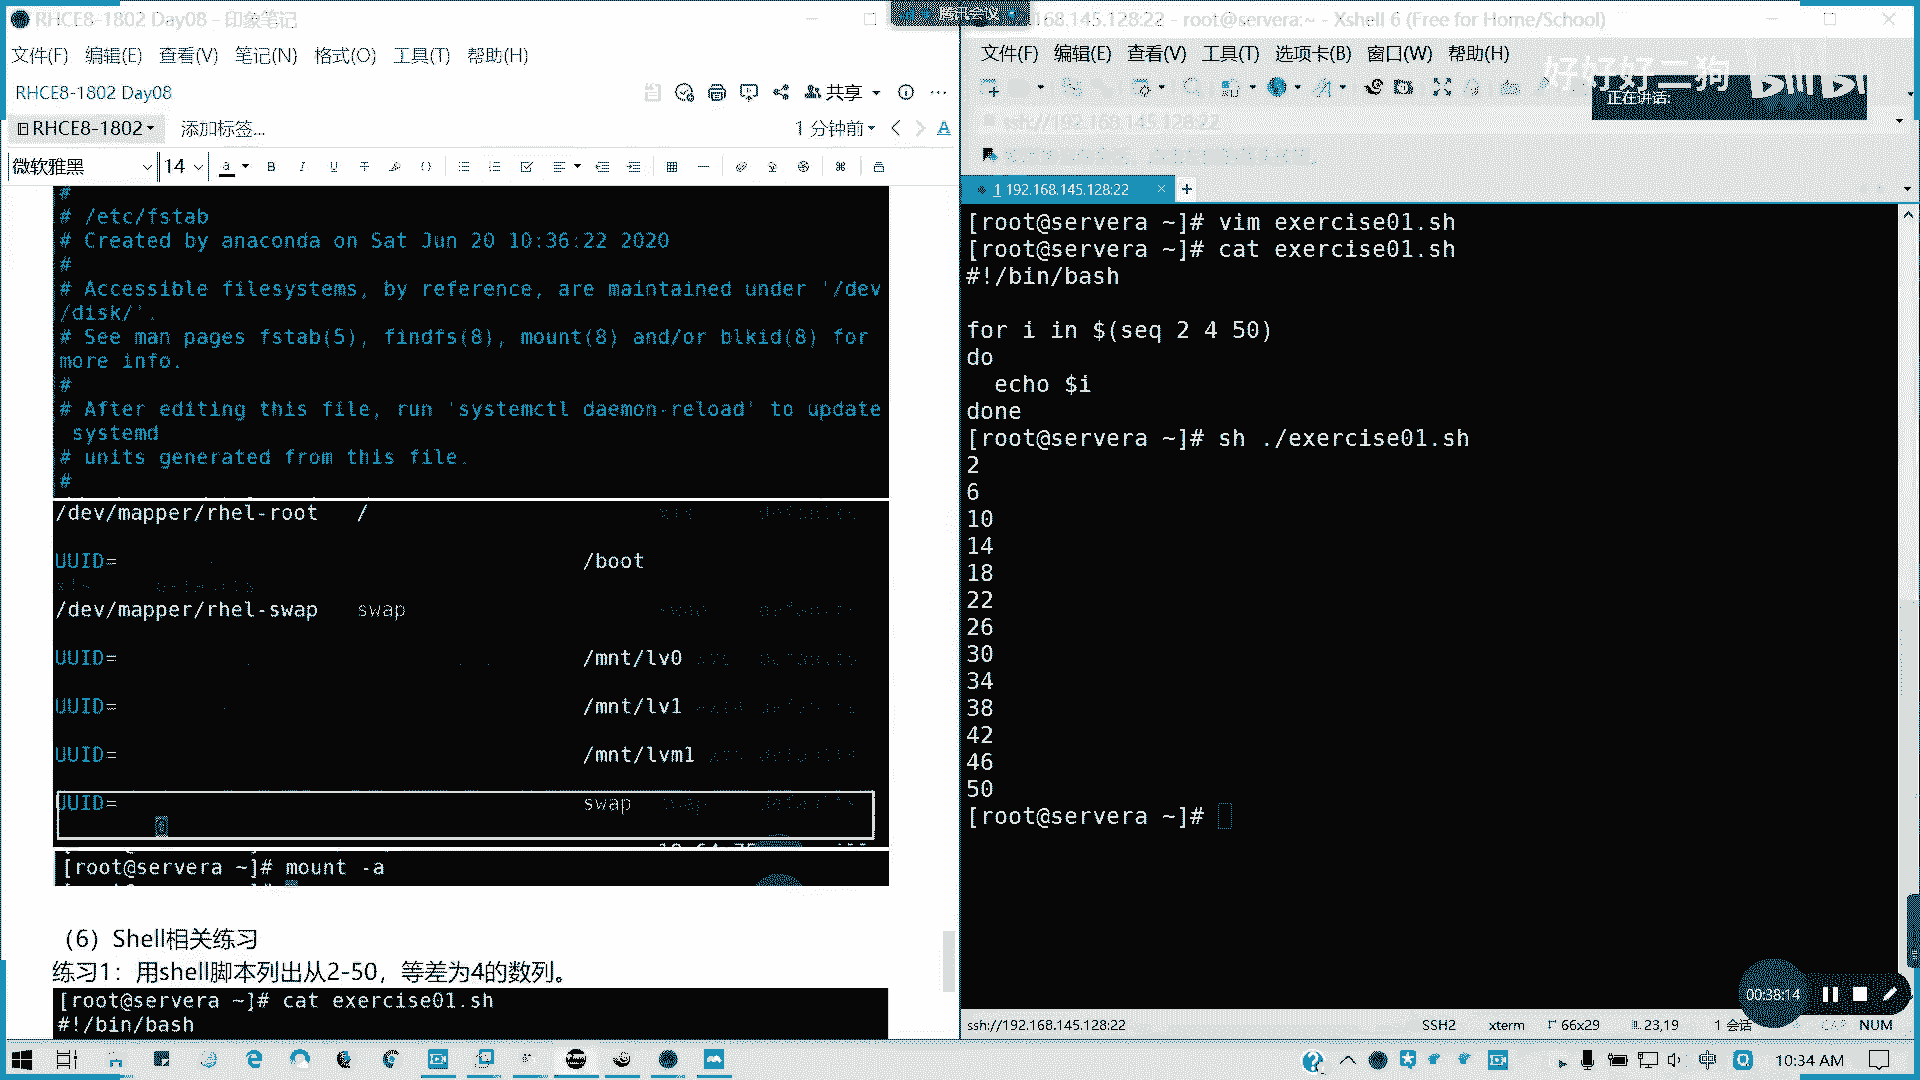 RHCE8-1802 Day08 - 印象笔记
文件(F) 编辑(E) 查看(V) 笔记(N) 格式(O) 工具(T) 帮助(H)
RHCE8-1802 Day08
共享
RHCE8-1802 添加标签...
1 分钟前
微软雅黑 14
#
# /etc/fstab
# Created by anaconda on Sat Jun 20 10:36:22 2020
#
# Accessible filesystems, by reference, are maintained under '/dev
/disk/'.
# See man pages fstab(5), findfs(8), mount(8) and/or blkid(8) for
more info.
#
# After editing this file, run 'systemctl daemon-reload' to update
systemd
# units generated from this file.
#
/dev/mapper/rhel-root /
UUID= /boot
/dev/mapper/rhel-swap swap
UUID= /mnt/lv0
UUID= /mnt/lv1
UUID= /mnt/lvm1
UUID= swap
[root@servera ~]# mount -a
（6）Shell相关练习
练习1：用shell脚本列出从2-50，等差为4的数列。
[root@servera ~]# cat exercise01.sh
#!/bin/bash
腾讯会议
168.145.128:22 - root@servera:~ - Xshell 6 (Free for Home/School)
文件(F) 编辑(E) 查看(V) 工具(T) 选项卡(B) 窗口(W) 帮助(H)
好好好二狗
正在讲话:
ssh://192.168.145.128:22
1 192.168.145.128:22
[root@servera ~]# vim exercise01.sh
[root@servera ~]# cat exercise01.sh
#!/bin/bash
for i in $(seq 2 4 50)
do
echo $i
done
[root@servera ~]# sh ./exercise01.sh
2
6
10
14
18
22
26
30
34
38
42
46
50
[root@servera ~]#
00:38:14
ssh://192.168.145.128:22 SSH2 xterm 66x29 23,19 1 会话 CAP NUM
中 10:34 AM